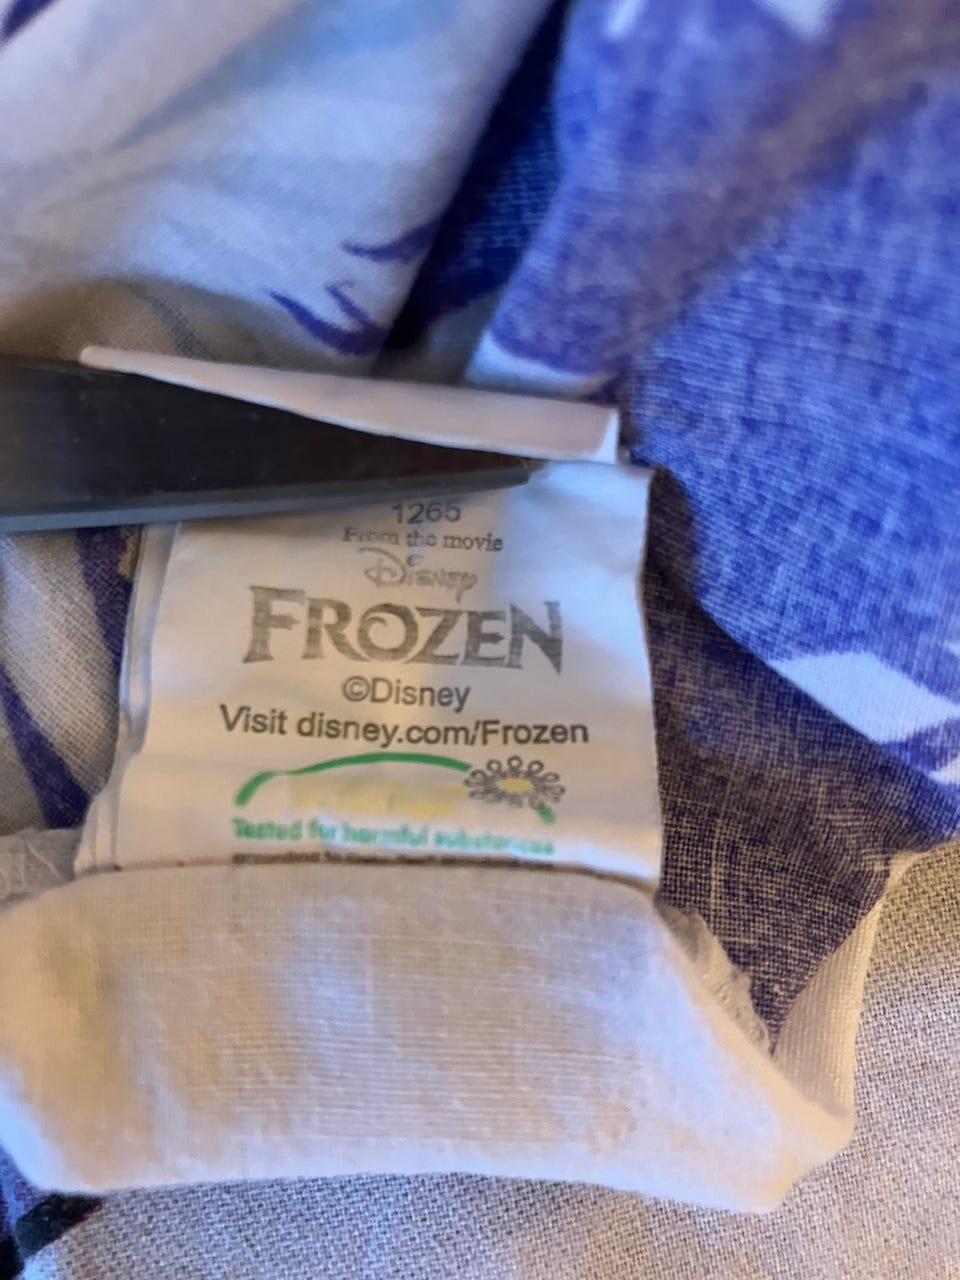 1265
From the movie
Disney
FROZEN
©Disney
Visit disney.com/Frozen
Tested for harmful substances